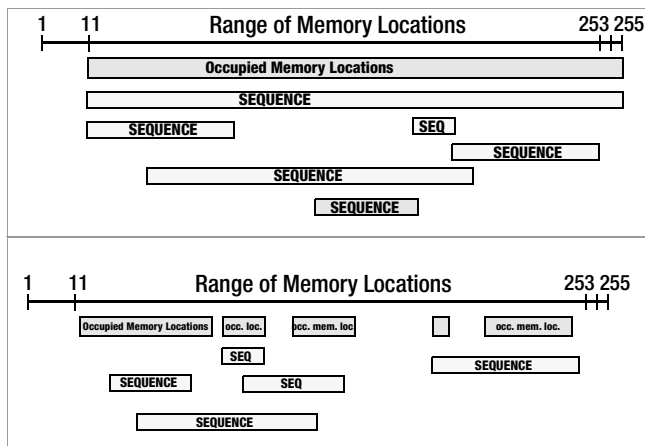 Range of Memory Locations
1 11 253 255
Occupied Memory Locations
SEQUENCE
SEQUENCE SEQ
SEQUENCE
SEQUENCE
SEQUENCE
Range of Memory Locations
1 11 253 255
Occupied Memory Locations occ. loc. occ. mem. loc. occ. mem. loc.
SEQ
SEQUENCE
SEQUENCE SEQ
SEQUENCE